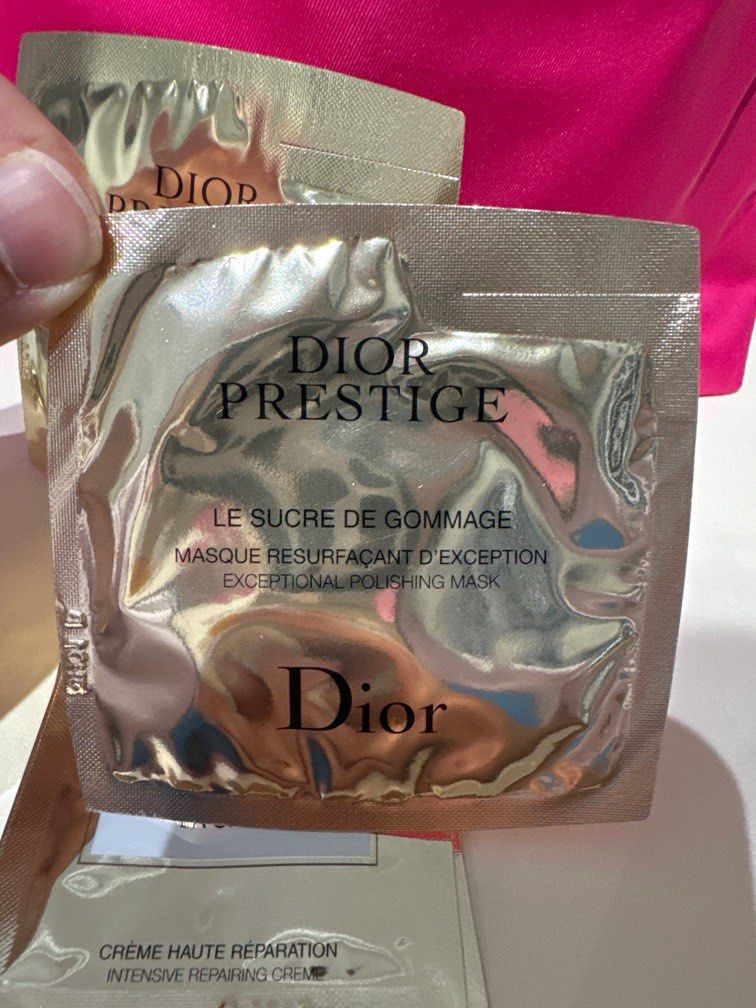 DIOR
DIOR
PRESTIGE
LE SUCRE DE GOMMAGE
MASQUE RESURFAÇANT D'EXCEPTION
EXCEPTIONAL POLISHING MASK
Dior
CRÈME HAUTE RÉPARATION
INTENSIVE REPAIRING CREME